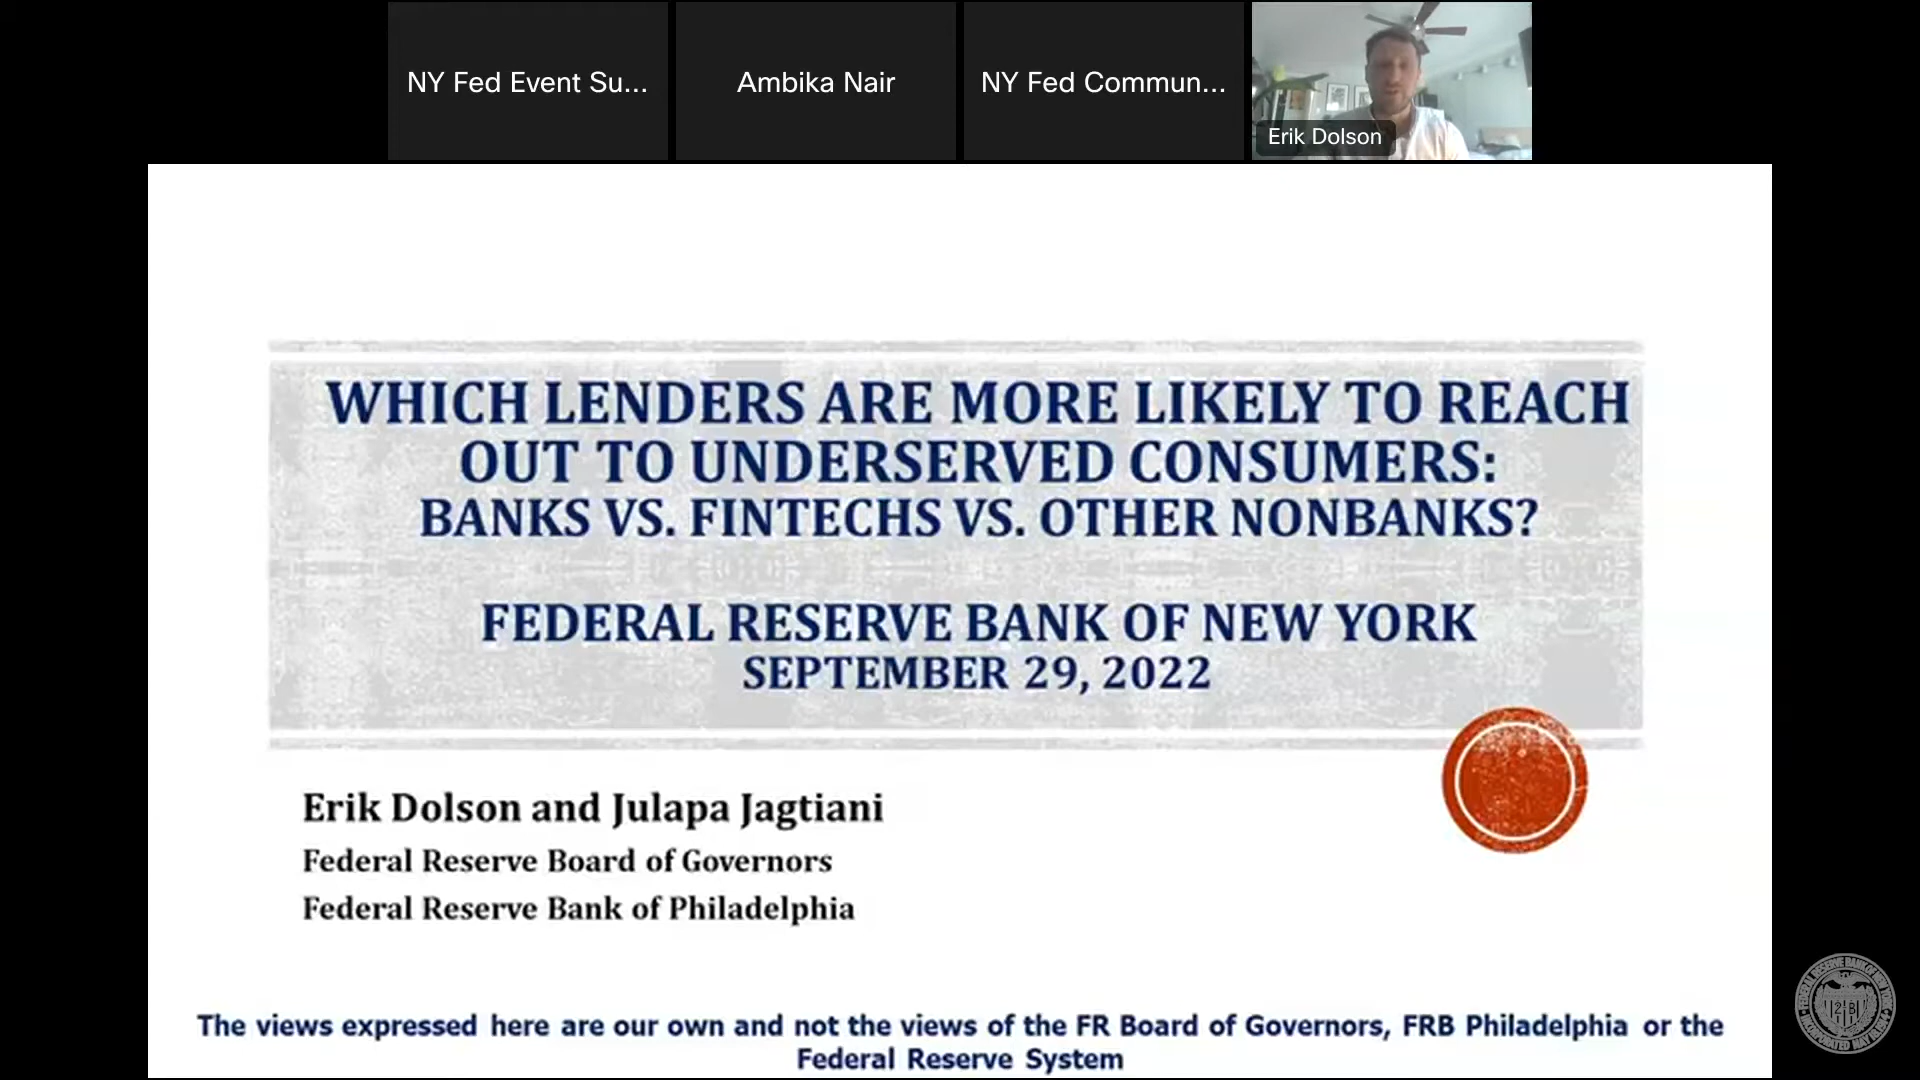 NY Fed Event Su...
Ambika Nair
NY Fed Commun...
Erik Dolson
WHICH LENDERS ARE MORE LIKELY TO REACH
OUT TO UNDERSERVED CONSUMERS:
BANKS VS. FINTECHS VS. OTHER NONBANKS?
FEDERAL RESERVE BANK OF NEW YORK
SEPTEMBER 29, 2022
Erik Dolson and Julapa Jagtiani
Federal Reserve Board of Governors
Federal Reserve Bank of Philadelphia
The views expressed here are our own and not the views of the FR Board of Governors, FRB Philadelphia or the
Federal Reserve System